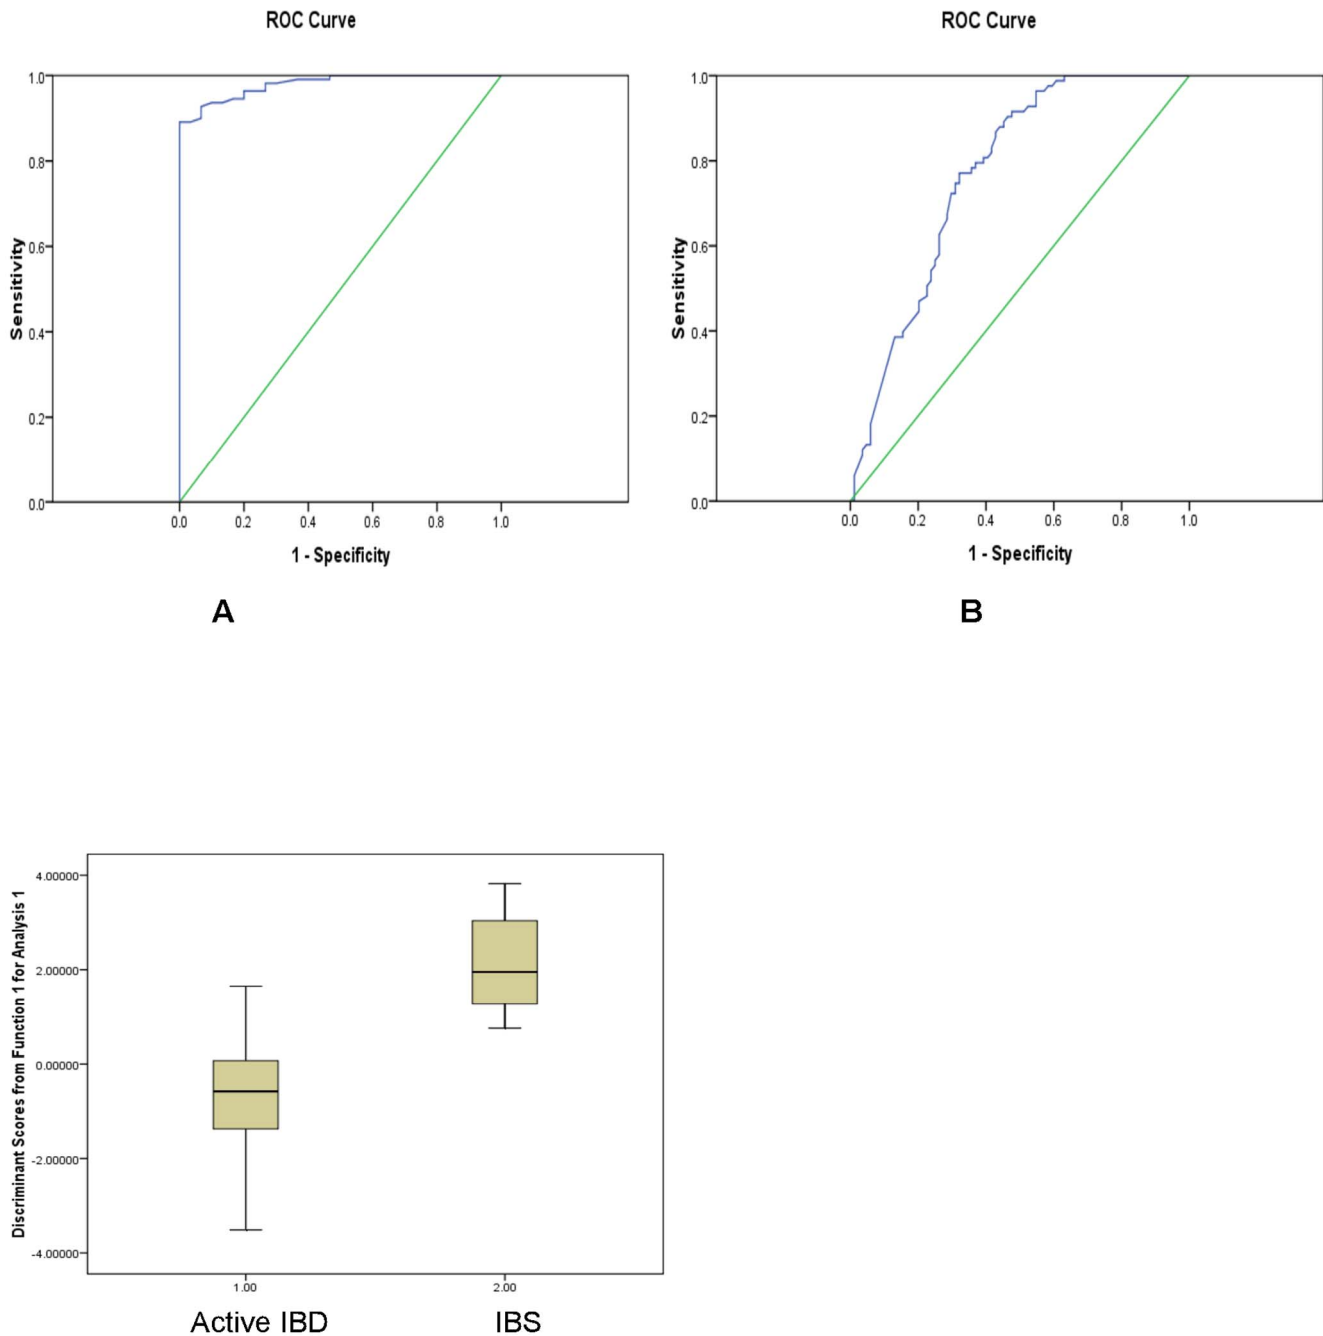 ROC Curve
1.0
0.8
0.6
0.4
0.2
0.0
Sensitivity
0.0 0.2 0.4 0.6 0.8 1.0
1 - Specificity
A
ROC Curve
1.0
0.8
0.6
0.4
0.2
0.0
Sensitivity
0.0 0.2 0.4 0.6 0.8 1.0
1 - Specificity
B
Discriminant Scores from Function 1 for Analysis 1
4.00000
2.00000
0.00000
-2.00000
-4.00000
1.00 2.00
Active IBD IBS